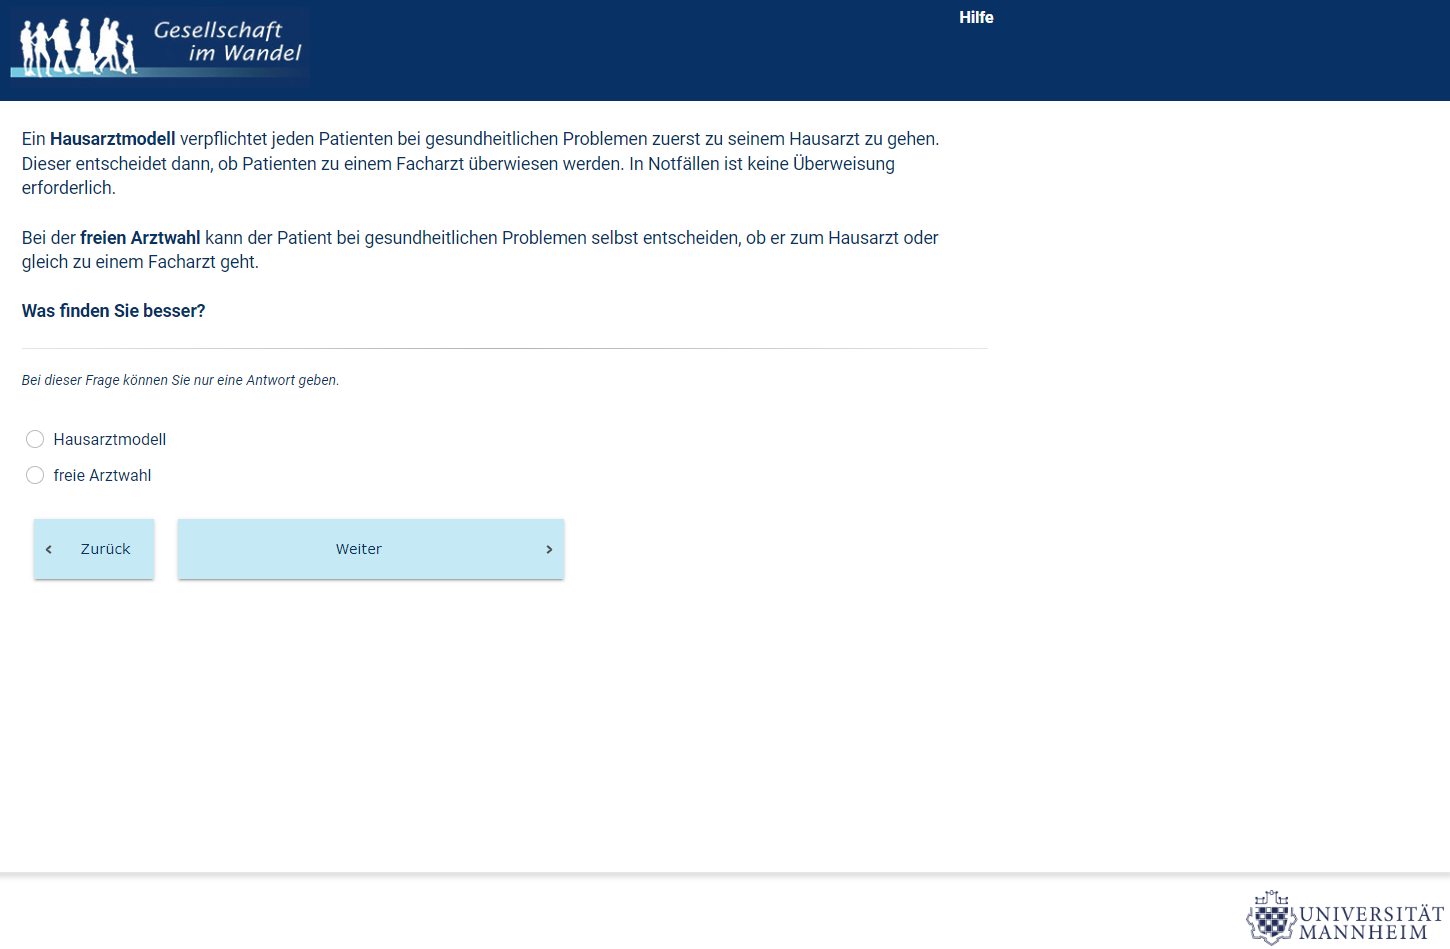 Gesellschaft
im Wandel
Hilfe
Ein Hausarztmodell verpflichtet jeden Patienten bei gesundheitlichen Problemen zuerst zu seinem Hausarzt zu gehen.
Dieser entscheidet dann, ob Patienten zu einem Facharzt überwiesen werden. In Notfällen ist keine Überweisung
erforderlich.
Bei der freien Arztwahl kann der Patient bei gesundheitlichen Problemen selbst entscheiden, ob er zum Hausarzt oder
gleich zu einem Facharzt geht.
Was finden Sie besser?
Bei dieser Frage können Sie nur eine Antwort geben.
Hausarztmodell
freie Arztwahl
Zurück
Weiter
UNIVERSITÄT
MANNHEIM